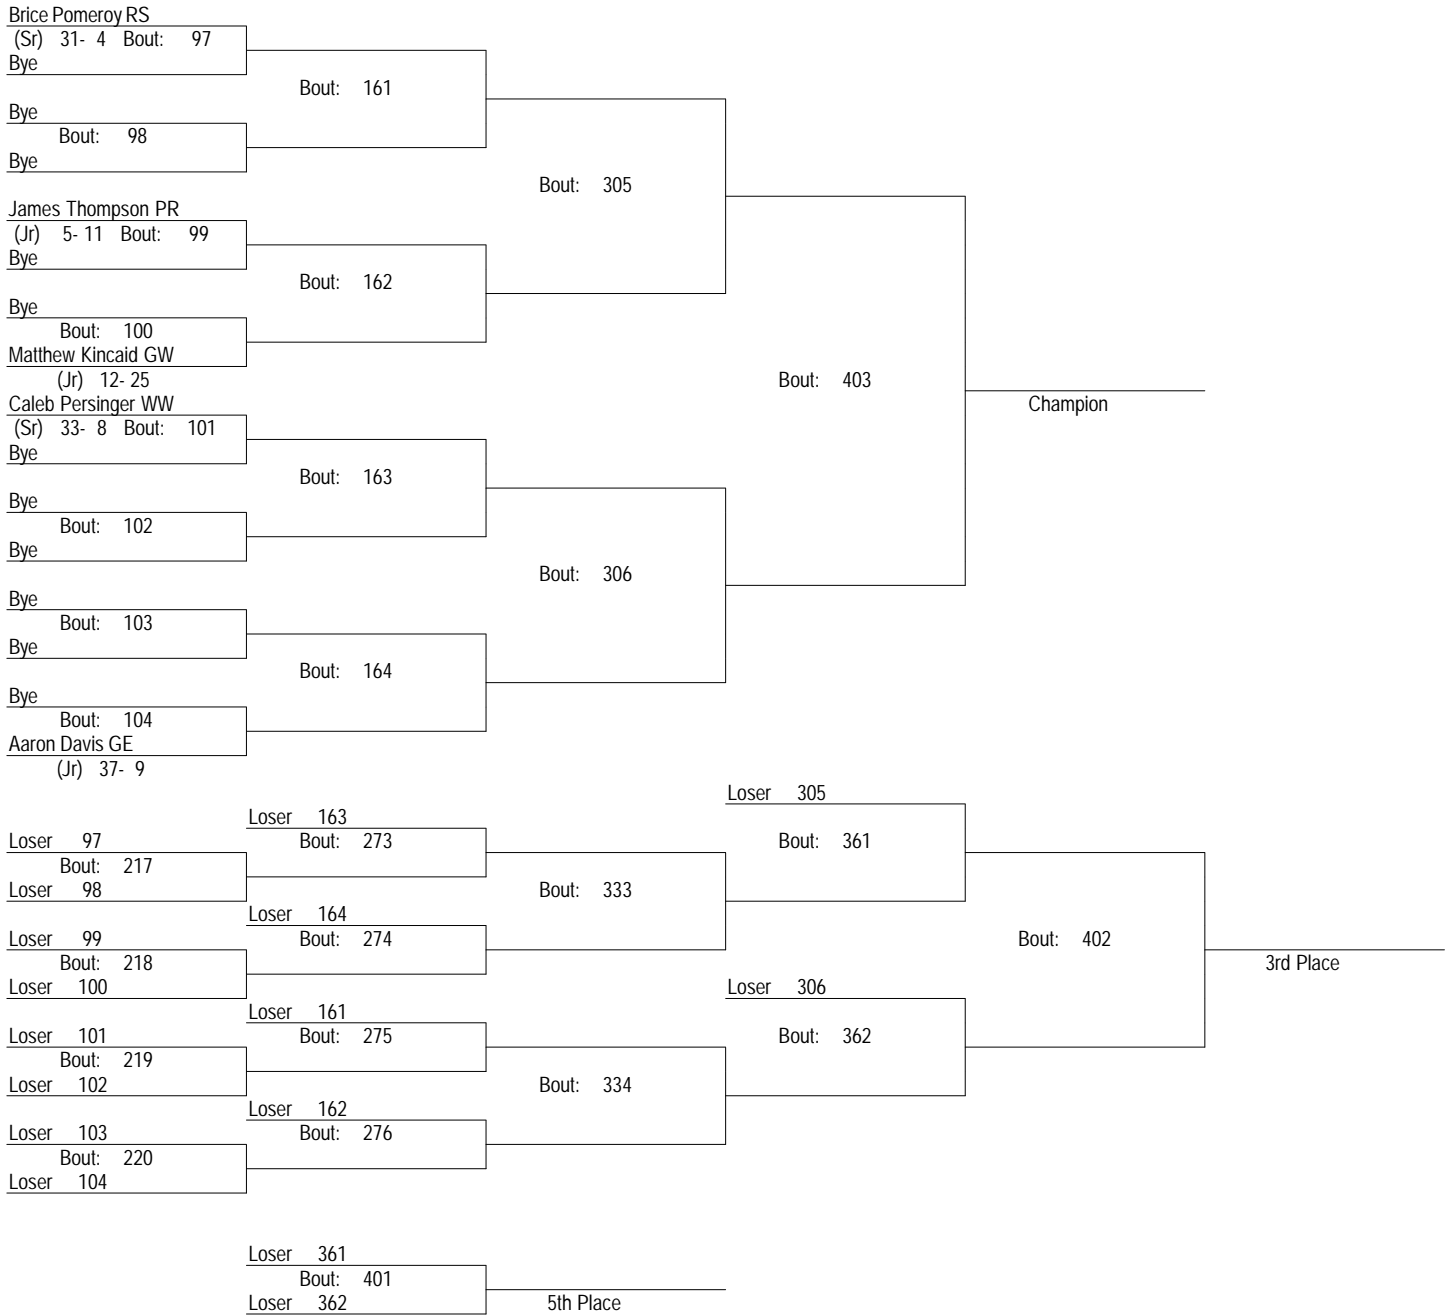 Brice Pomeroy RS
(Sr) 31- 4 Bout: 97
Bye
Bout: 161
Bye
Bout: 98
Bye
Bout: 305
James Thompson PR
(Jr) 5- 11 Bout: 99
Bye
Bout: 162
Bye
Bout: 100
Matthew Kincaid GW
(Jr) 12- 25
Bout: 403
Champion
Caleb Persinger WW
(Sr) 33- 8 Bout: 101
Bye
Bout: 163
Bye
Bout: 102
Bye
Bout: 306
Bye
Bout: 103
Bye
Bout: 164
Bye
Bout: 104
Aaron Davis GE
(Jr) 37- 9
Loser 305
Loser 163
Loser 97
Bout: 273
Bout: 361
Bout: 217
Loser 98
Bout: 333
Loser 164
Loser 99
Bout: 274
Bout: 402
Bout: 218
3rd Place
Loser 100
Loser 306
Loser 161
Loser 101
Bout: 275
Bout: 362
Bout: 219
Loser 102
Bout: 334
Loser 162
Loser 103
Bout: 276
Bout: 220
Loser 104
Loser 361
Bout: 401
Loser 362
5th Place